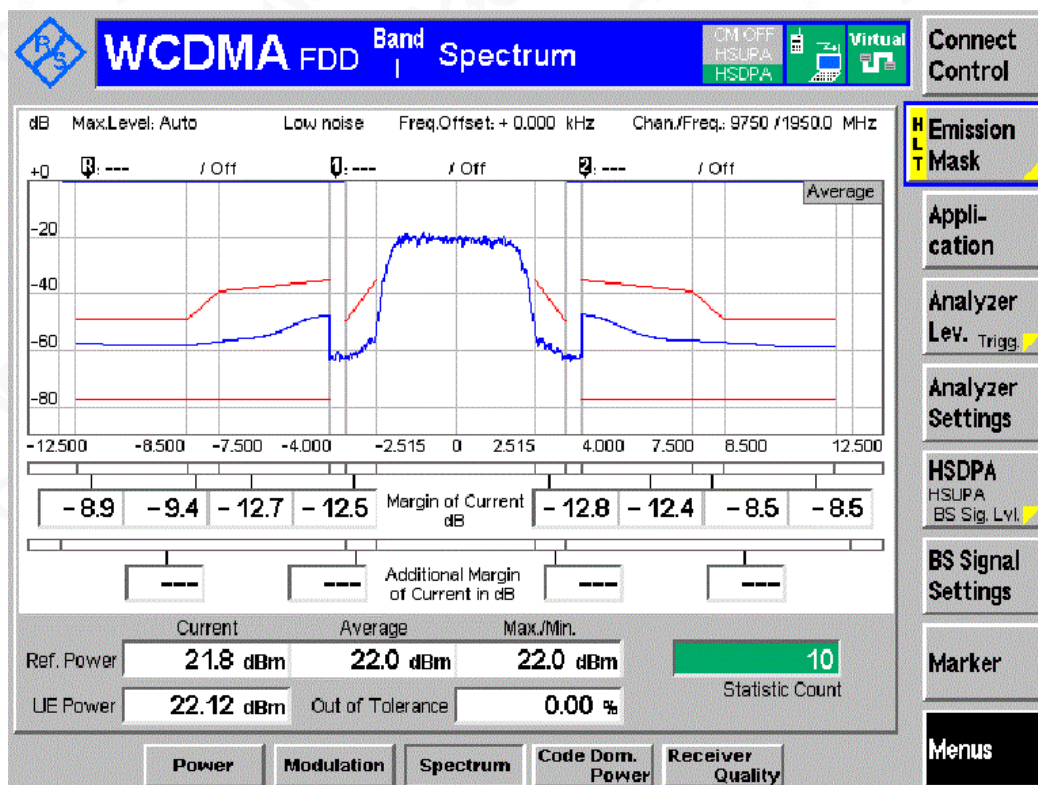 R S
WCDMA FDD Band I Spectrum
CM OFF
HSUPA
HSDPA
Virtual
Connect Control
dB Max.Level: Auto Low noise Freq.Offset: + 0.000 kHz Chan./Freq.: 9750 / 1950.0 MHz
HLT Emission Mask
+0 R: --- / Off 1: --- / Off 2: --- / Off
Average
-20
-40
-60
-80
-12.500 -8.500 -7.500 -4.000 -2.515 0 2.515 4.000 7.500 8.500 12.500
Appli-
cation
Analyzer
Lev. Trigg.
Analyzer
Settings
HSDPA
HSUPA
BS Sig. Lvl.
-8.9 -9.4 -12.7 -12.5 Margin of Current dB -12.8 -12.4 -8.5 -8.5
--- --- Additional Margin of Current in dB --- ---
BS Signal
Settings
Current Average Max./Min.
Ref. Power 21.8 dBm 22.0 dBm 22.0 dBm 10
Statistic Count
UE Power 22.12 dBm Out of Tolerance 0.00 %
Marker
Menus
Power Modulation Spectrum Code Dom. Power Receiver Quality